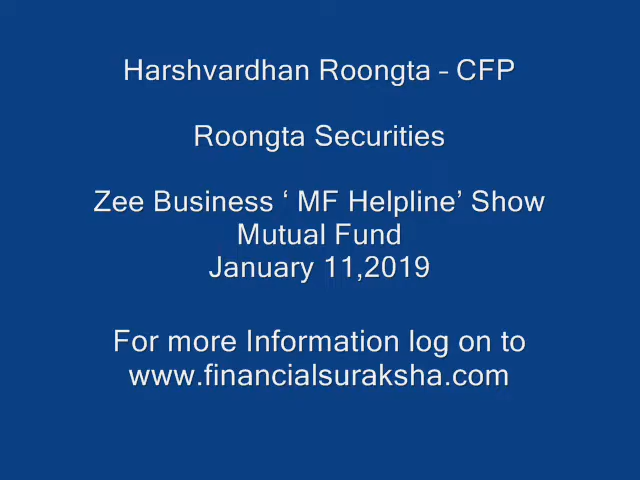 Harshvardhan Roongta – CFP
Roongta Securities
Zee Business ‘ MF Helpline’ Show
Mutual Fund
January 11,2019
For more Information log on to
www.financialsuraksha.com